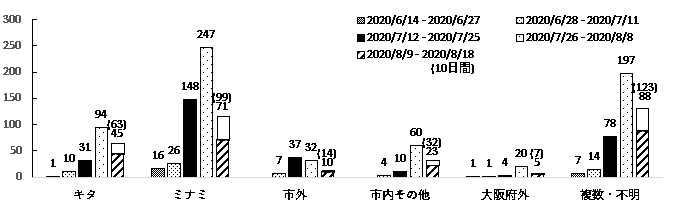 300
250
200
150
100
50
0
2020/6/14 - 2020/6/27
2020/6/28 - 2020/7/11
2020/7/12 - 2020/7/25
2020/7/26 - 2020/8/8
2020/8/9 - 2020/8/18
(10日間)
1 10 31 94 (63) 45
16 26 148 247 (99) 71
7 37 32 (14) 10
4 10 60 (32) 23
1 1 4 20 (7) 5
7 14 78 197 (123) 88
キタ ミナミ 市外 市内その他 大阪府外 複数・不明